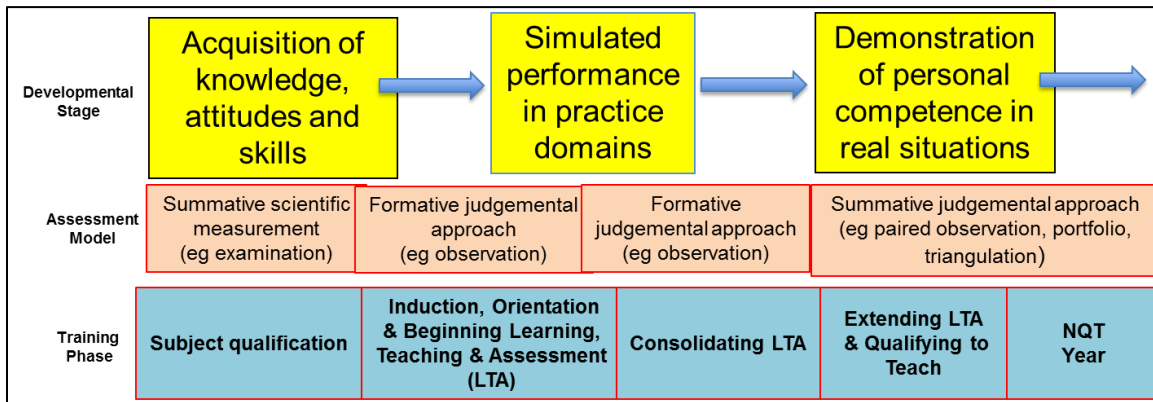 Developmental
Stage
Acquisition of
knowledge,
attitudes and
skills
Simulated
performance
in practice
domains
Demonstration
of personal
competence in
real situations
Assessment
Model
Summative scientific
measurement
(eg examination)
Formative judgemental
approach
(eg observation)
Formative
judgemental approach
(eg observation)
Summative judgemental approach
(eg paired observation, portfolio,
triangulation)
Training
Phase
Subject qualification
Induction, Orientation
& Beginning Learning,
Teaching & Assessment
(LTA)
Consolidating LTA
Extending LTA
& Qualifying to
Teach
NQT
Year